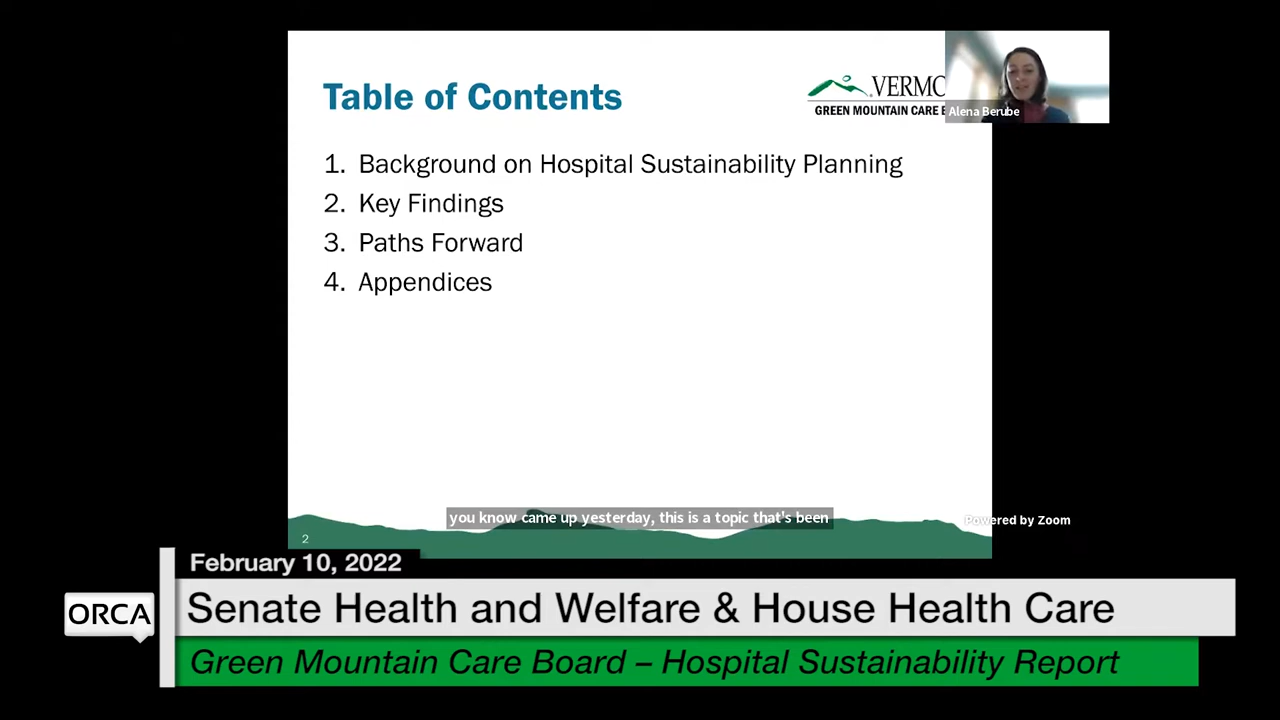 Table of Contents
VERMO
GREEN MOUNTAIN CARE B
Alena Berube
1. Background on Hospital Sustainability Planning
2. Key Findings
3. Paths Forward
4. Appendices
you know came up yesterday, this is a topic that's been
Powered by Zoom
2
February 10, 2022
ORCA
Senate Health and Welfare & House Health Care
Green Mountain Care Board – Hospital Sustainability Report